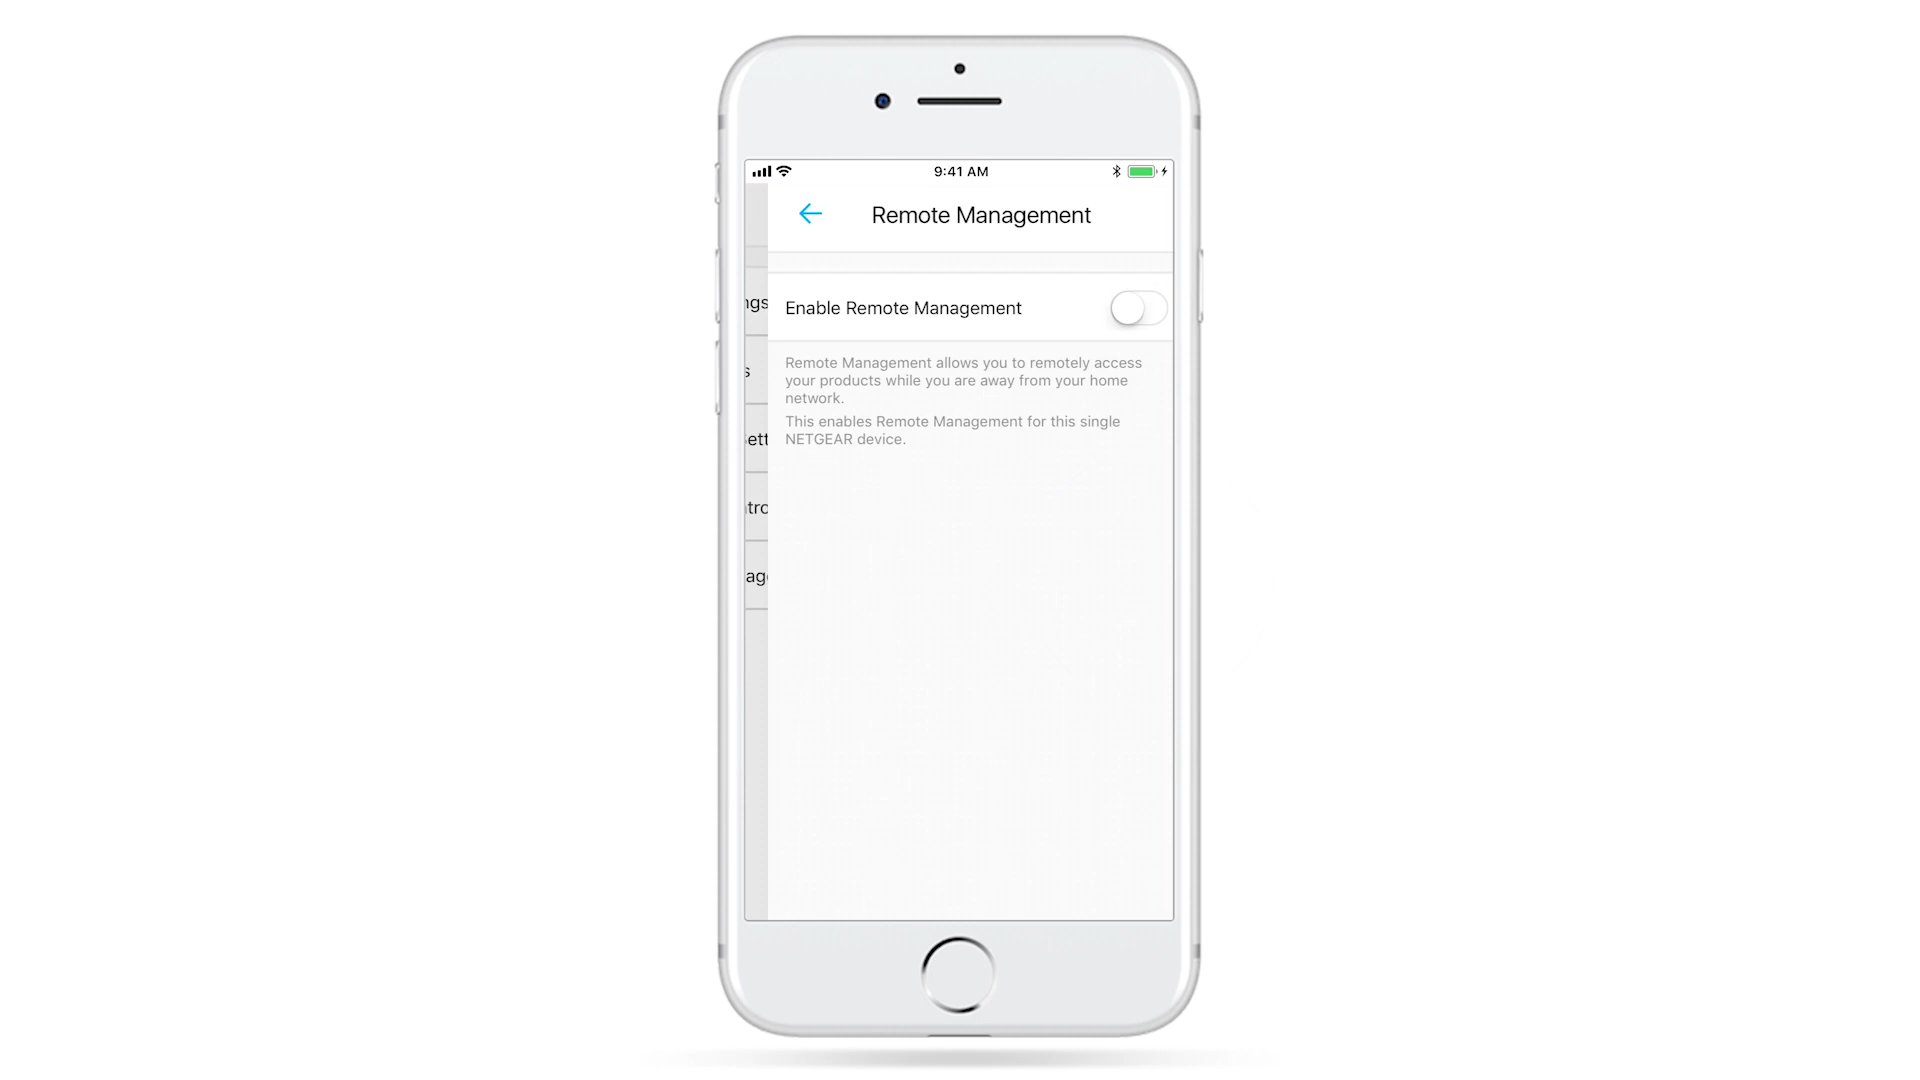 9:41 AM
Remote Management
Enable Remote Management
Remote Management allows you to remotely access
your products while you are away from your home
network.
This enables Remote Management for this single
NETGEAR device.